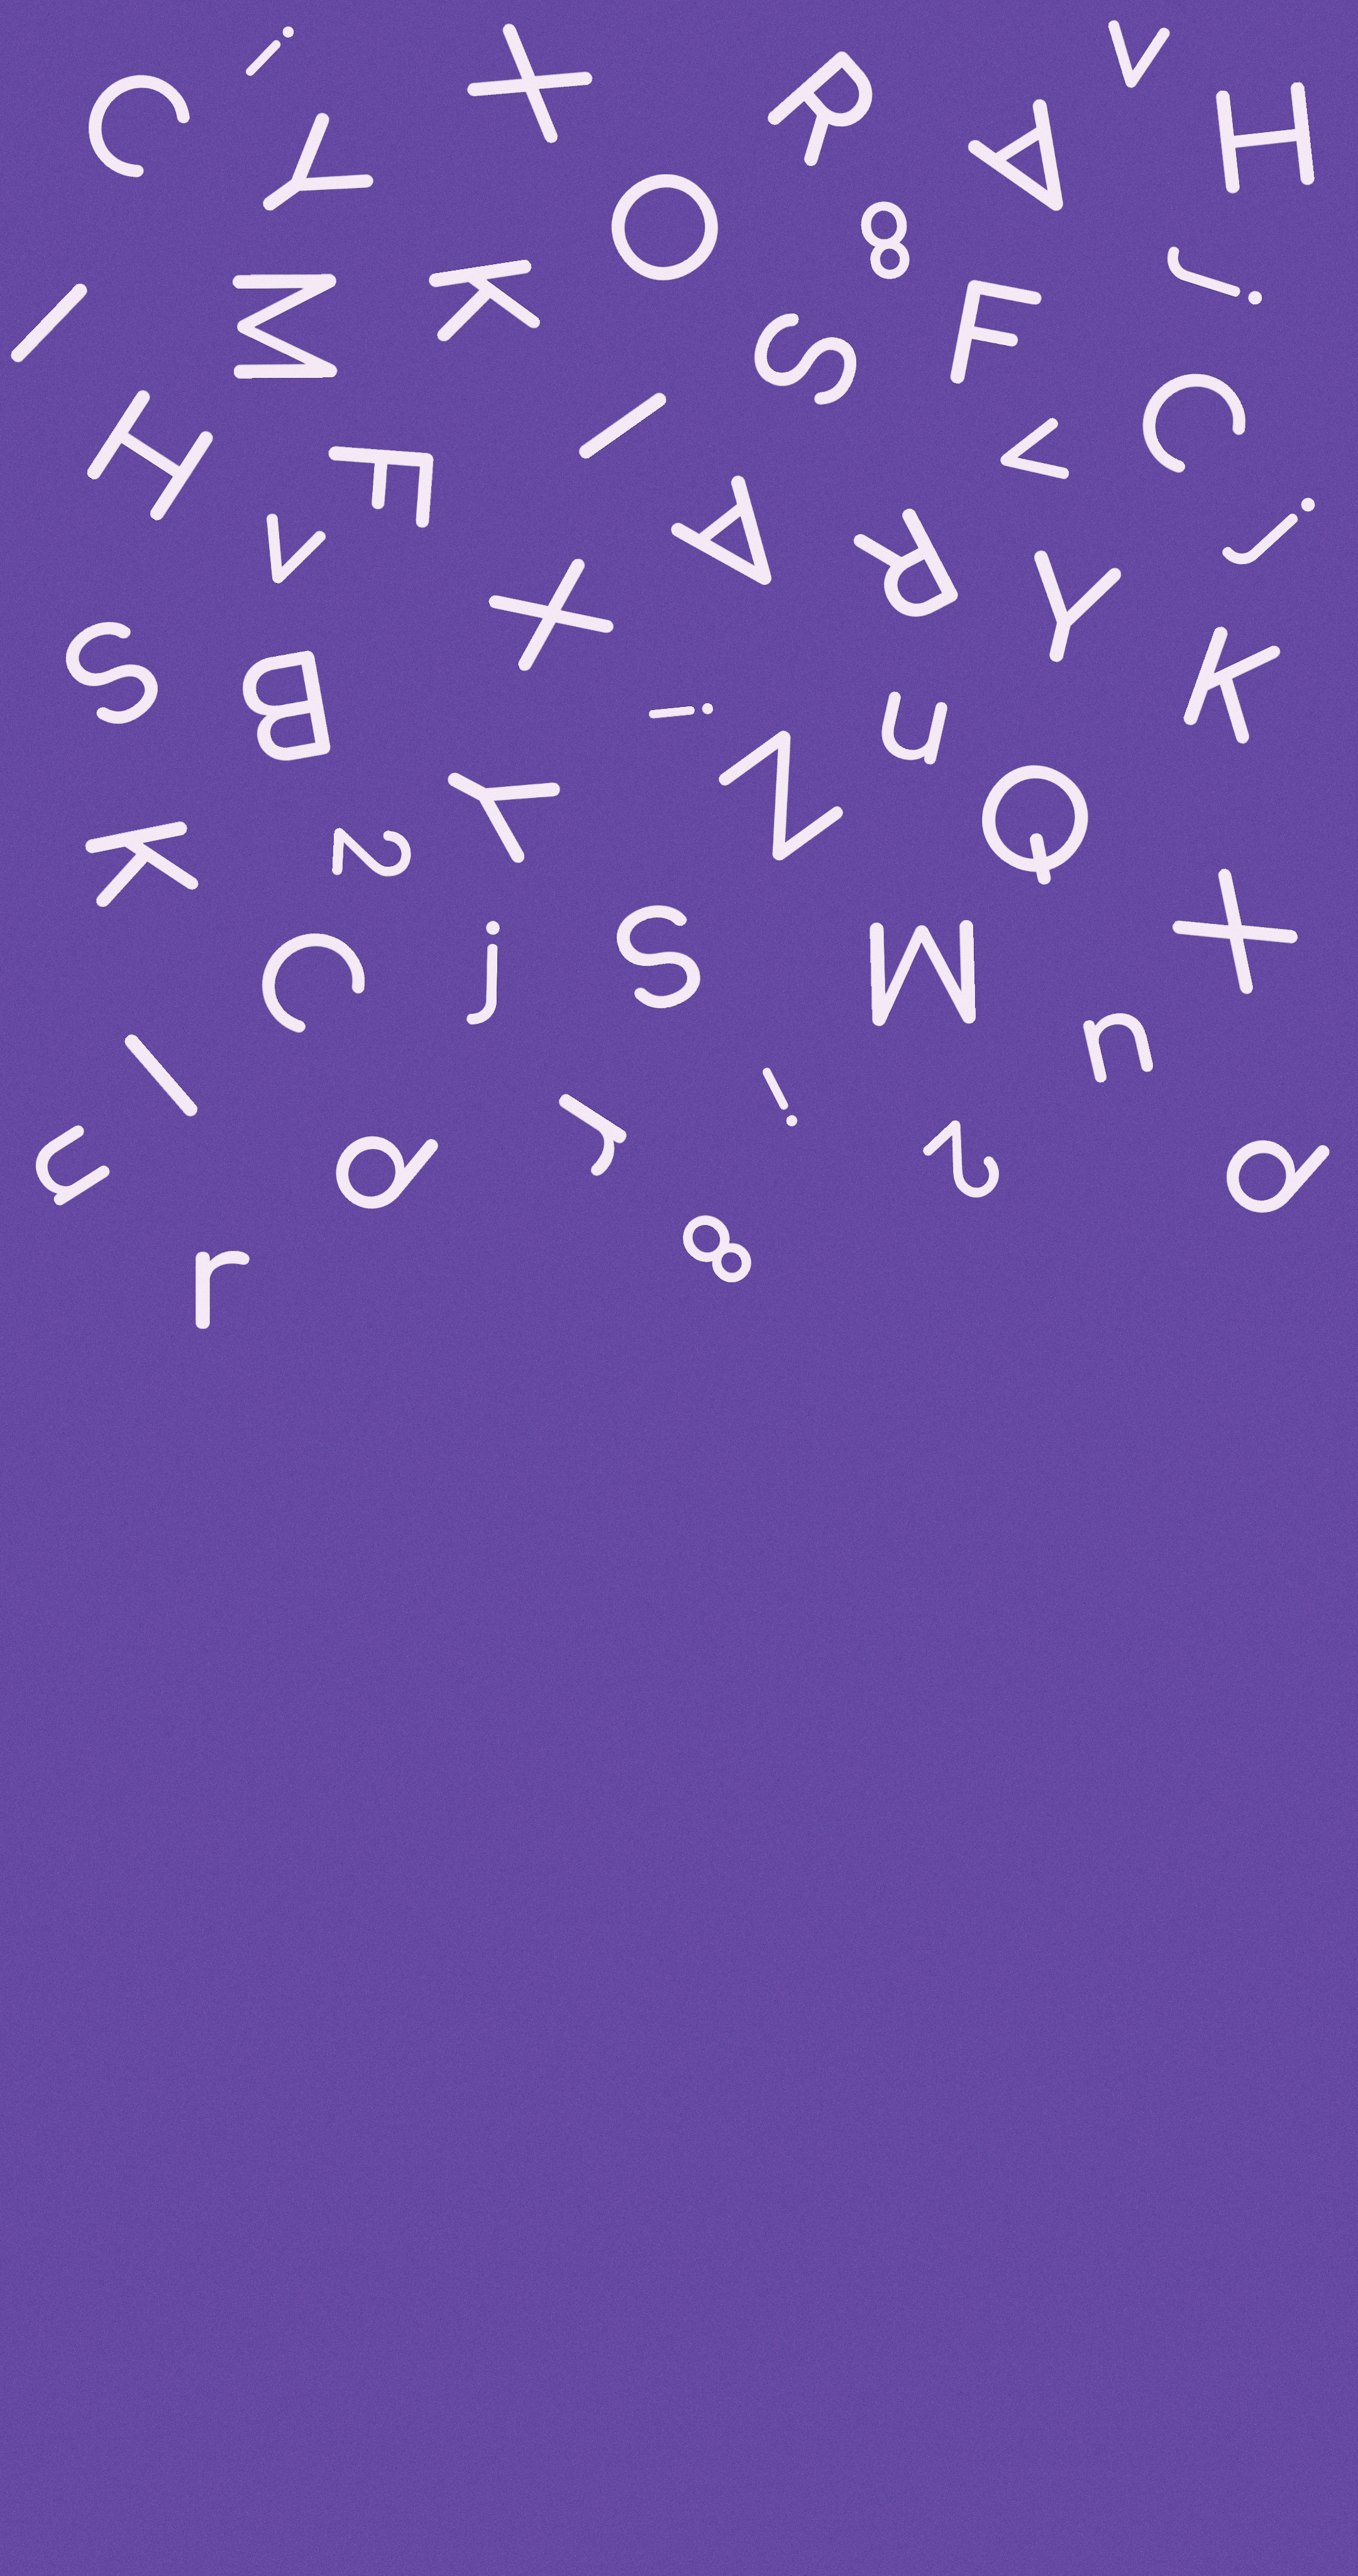 C i X R V H
Y O 8 A j
I M K S F C
H F I A V j
V X R Y K
S B i N u Q
K 2 Y S M X
C j n
I r i 2
u d 8 d
r